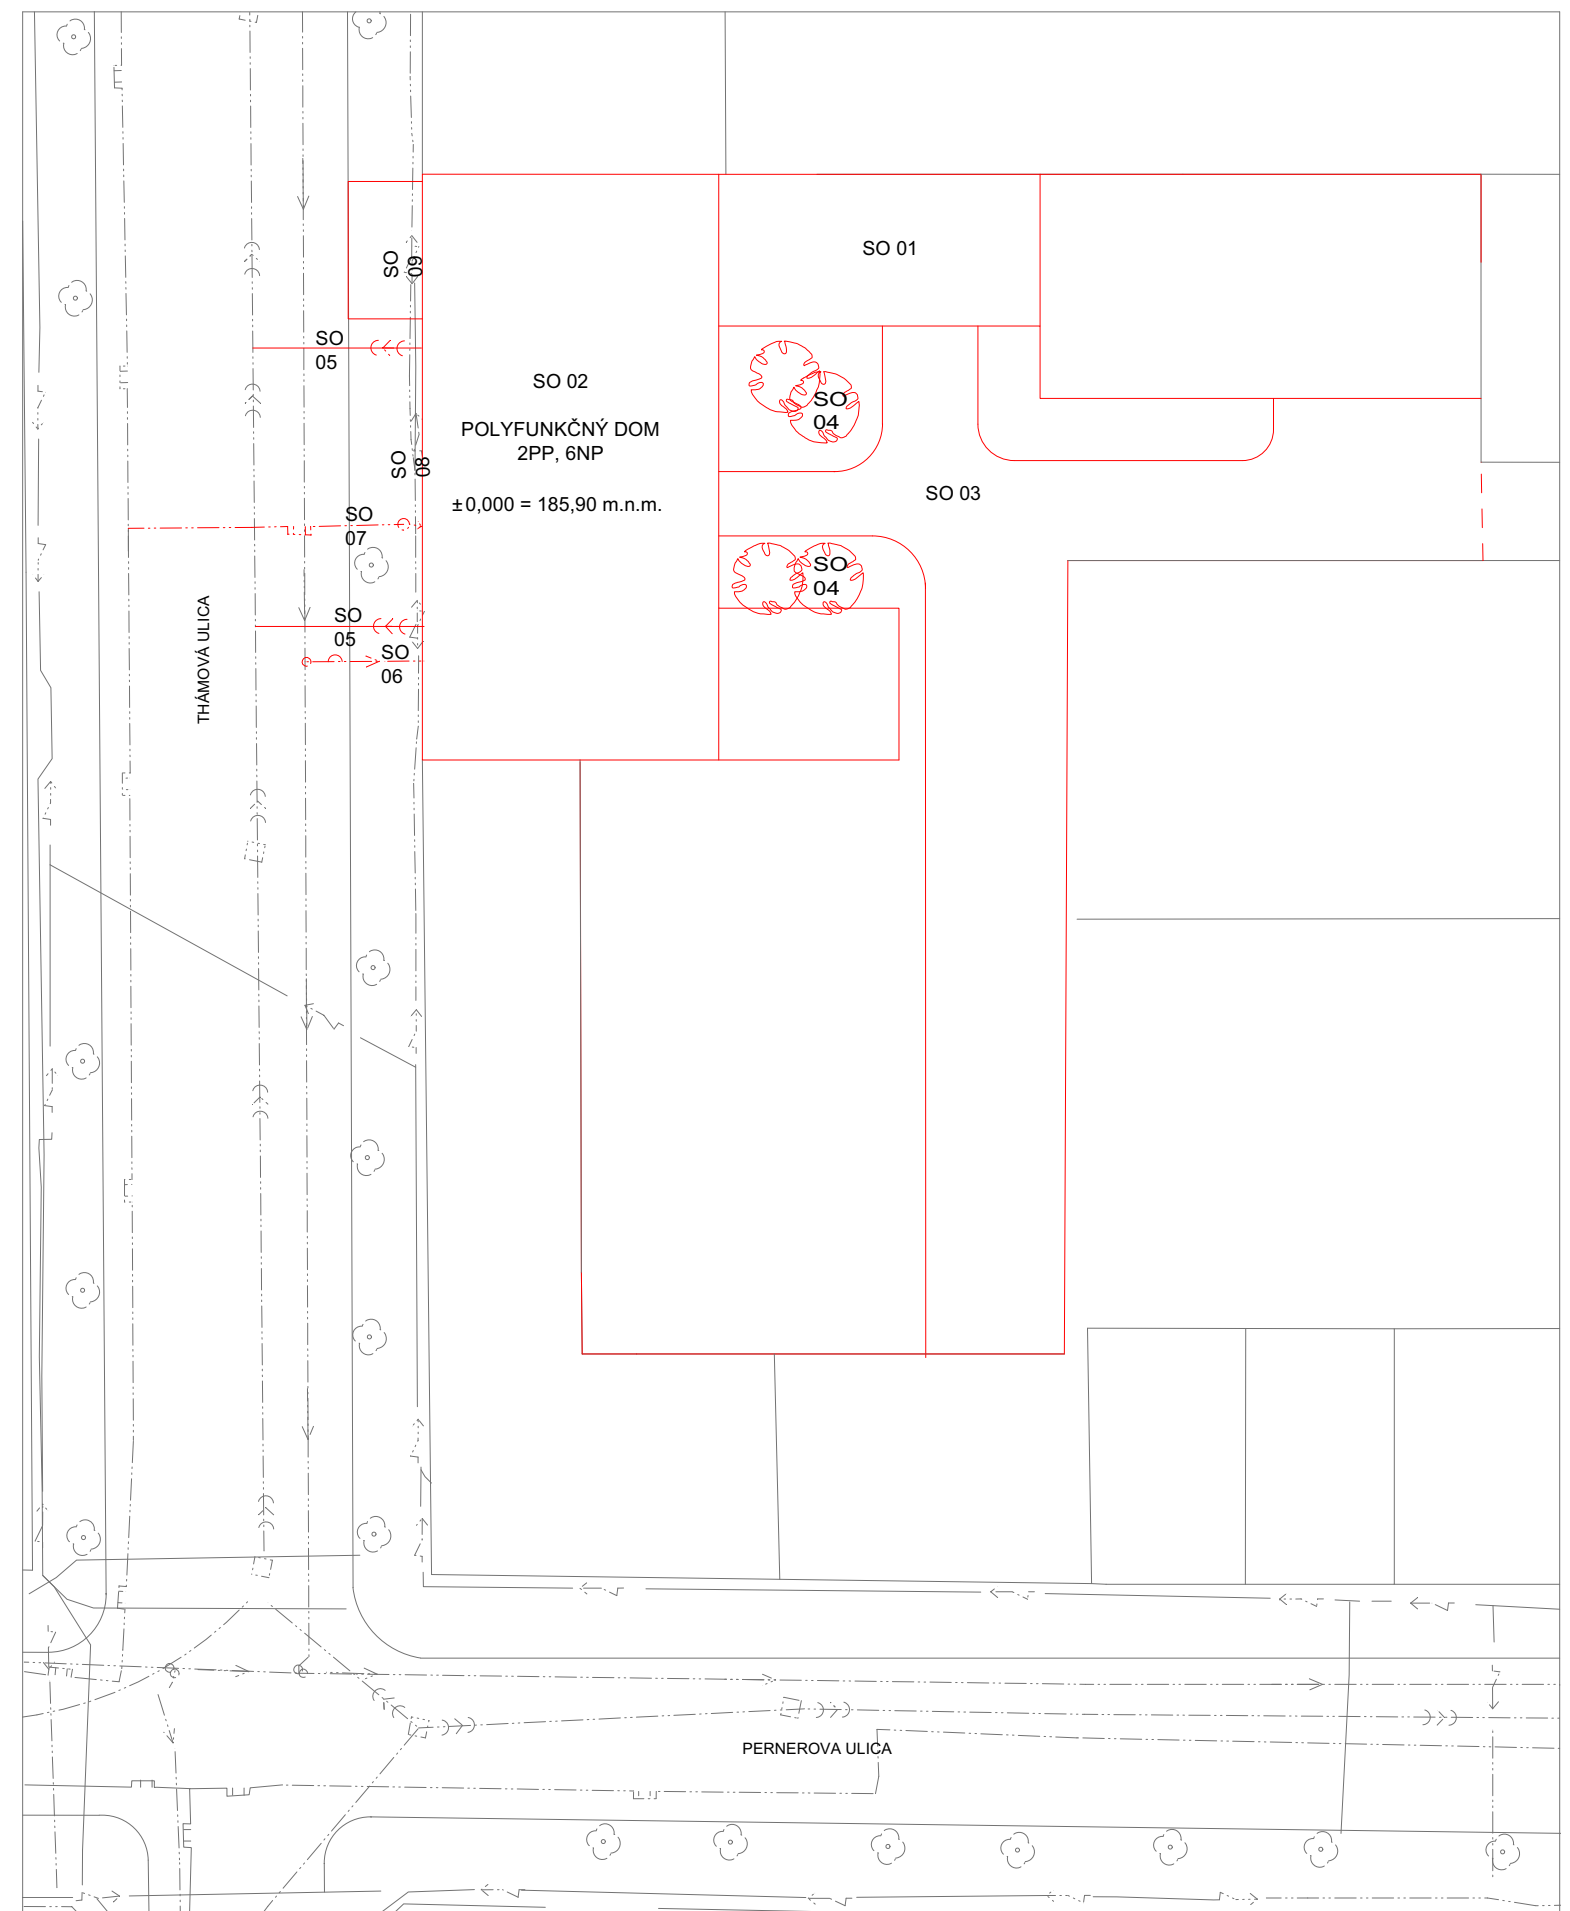 SO 01
SO
09
SO
05
SO 02
POLYFUNKČNÝ DOM
2PP, 6NP
±0,000 = 185,90 m.n.m.
SO
04
SO
08
SO 03
SO
07
SO
04
THÁMOVÁ ULICA
SO
05
SO
06
PERNEROVA ULICA